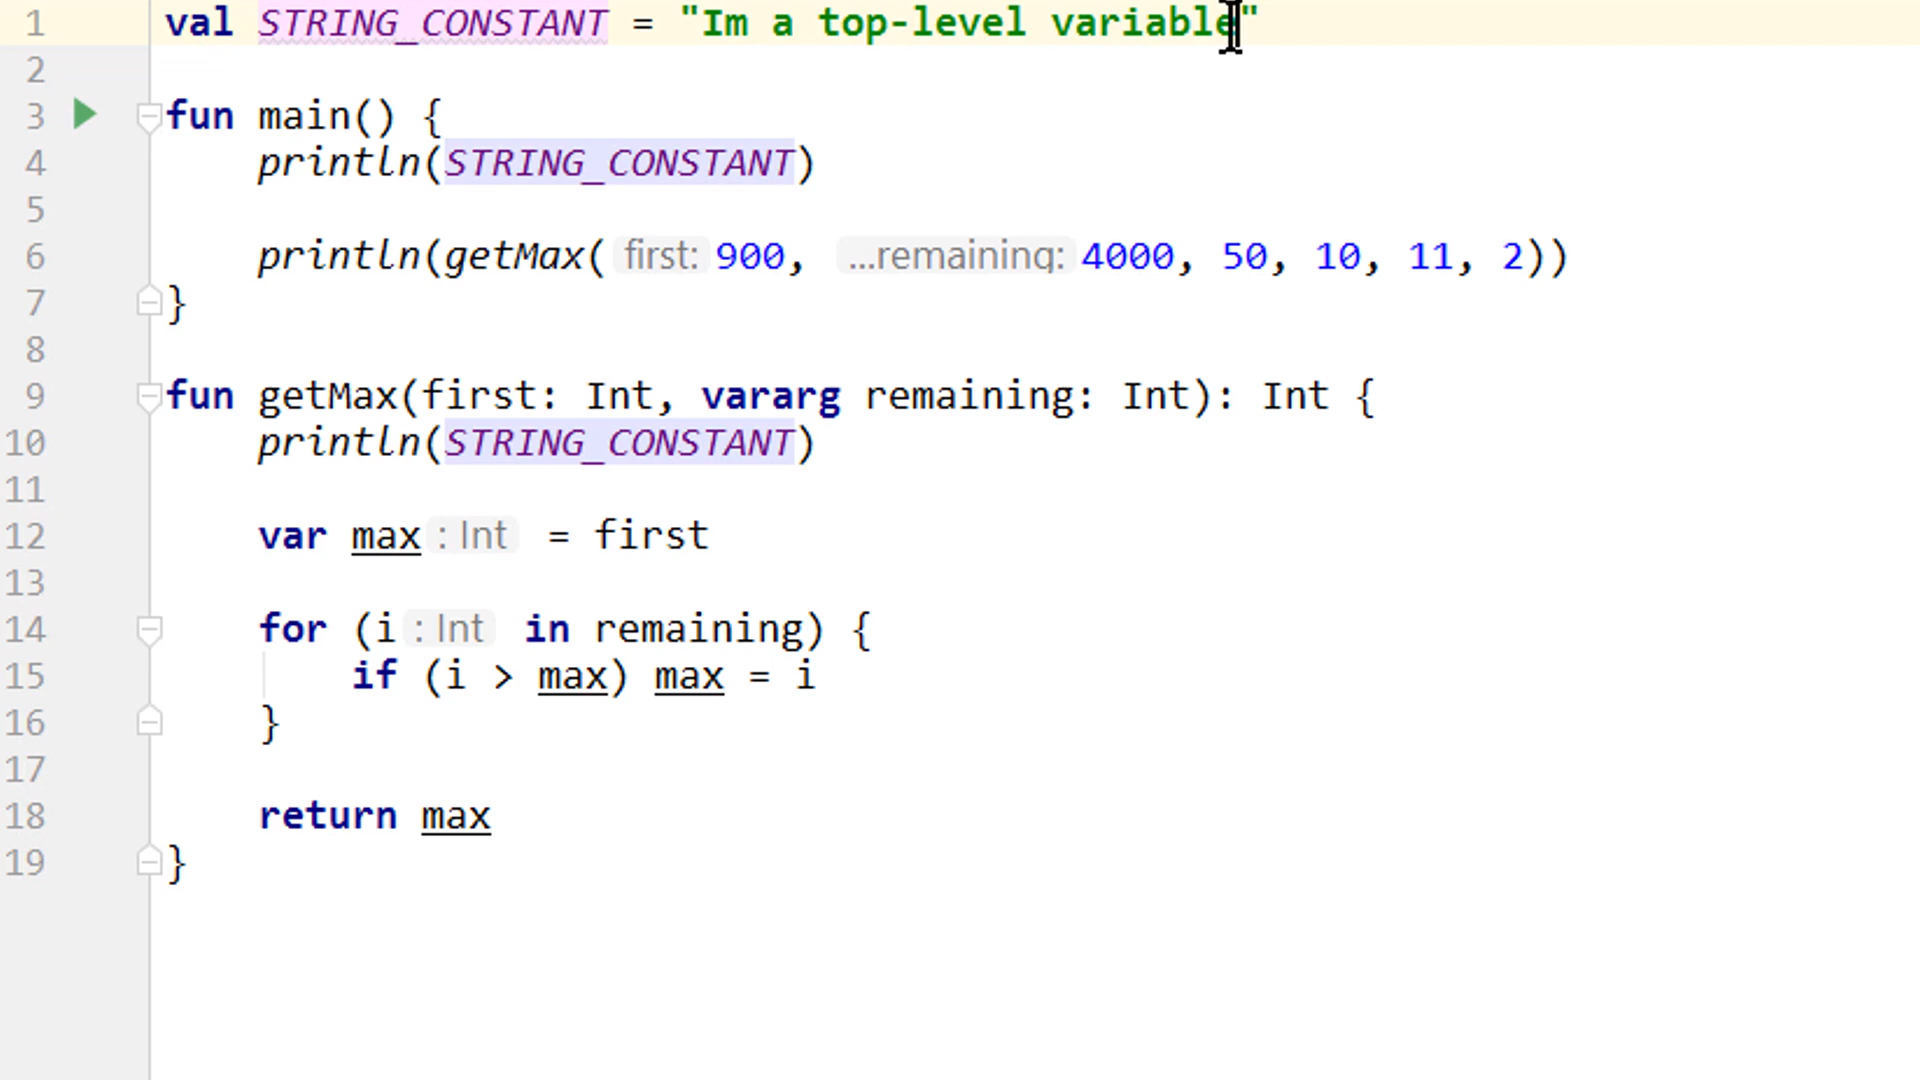 1 val STRING_CONSTANT = "Im a top-level variable"
2
3 fun main() {
4 println(STRING_CONSTANT)
5
6 println(getMax( first: 900, ...remaining: 4000, 50, 10, 11, 2))
7 }
8
9 fun getMax(first: Int, vararg remaining: Int): Int {
10 println(STRING_CONSTANT)
11
12 var max : Int = first
13
14 for (i : Int in remaining) {
15 if (i > max) max = i
16 }
17
18 return max
19 }